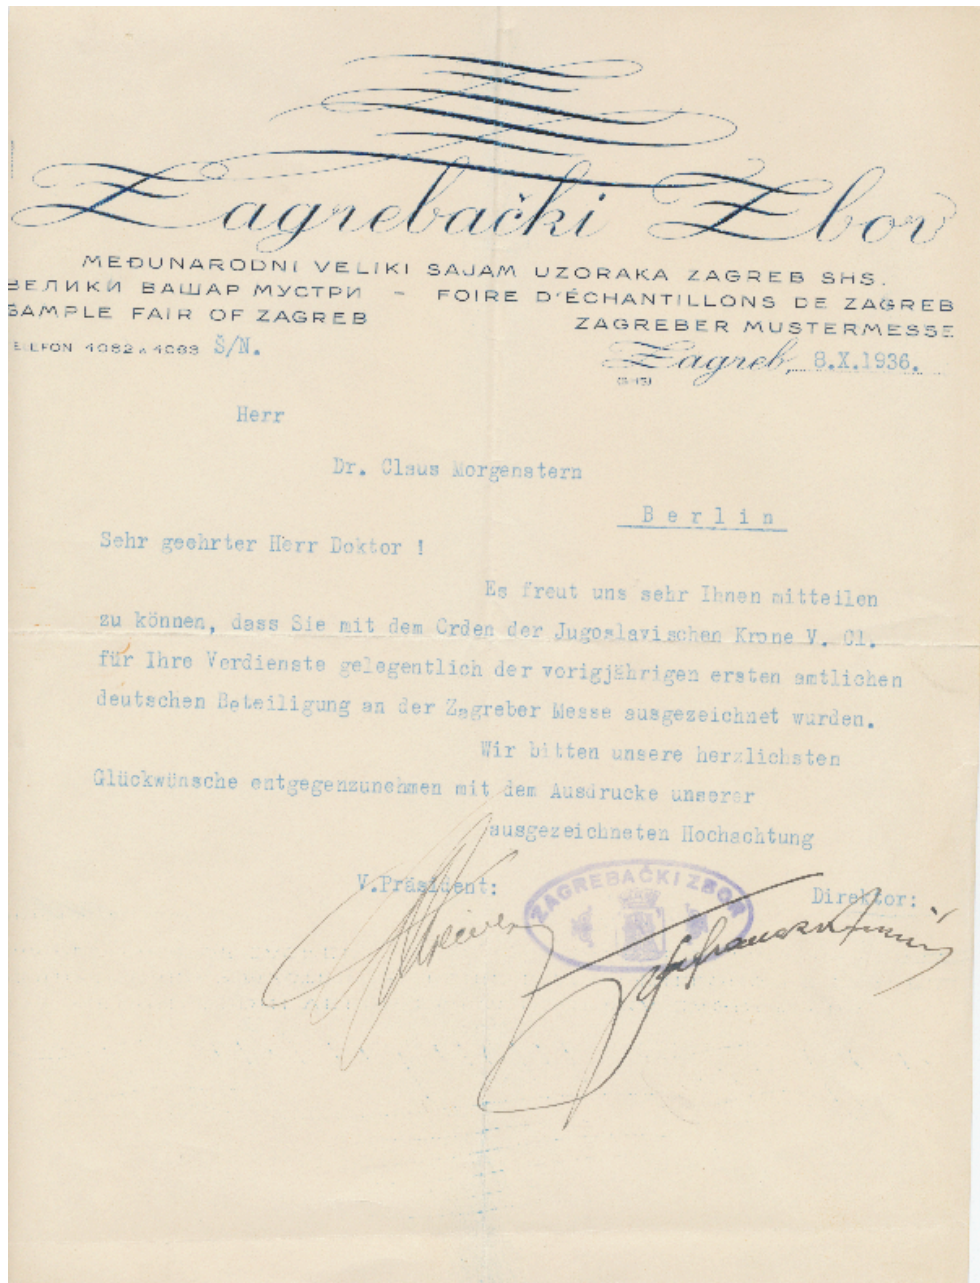 Zagrebački Zbor
MEĐUNARODNI VELIKI SAJAM UZORAKA ZAGREB SHS.
ВЕЛИКИ ВАШАР МУСТРИ – FOIRE D'ÉCHANTILLONS DE ZAGREB
SAMPLE FAIR OF ZAGREB ZAGREBER MUSTERMESSE
TELEFON 4082 & 4083 Š/N. Zagreb, 8.X.1936.
(SHS)
Herr
Dr. Claus Morgenstern
Berlin
Sehr geehrter Herr Doktor !
Es freut uns sehr Ihnen mitteilen
zu können, dass Sie mit dem Orden der Jugoslavischen Krone V. Cl.
für Ihre Verdienste gelegentlich der vorigjährigen ersten amtlichen
deutschen Beteiligung an der Zagreber Messe ausgezeichnet wurden.
Wir bitten unsere herzlichsten
Glückwünsche entgegenzunehmen mit dem Ausdrucke unserer
ausgezeichneten Hochachtung
V.Präsident: Direktor:
ZAGREBAČKI ZBOR